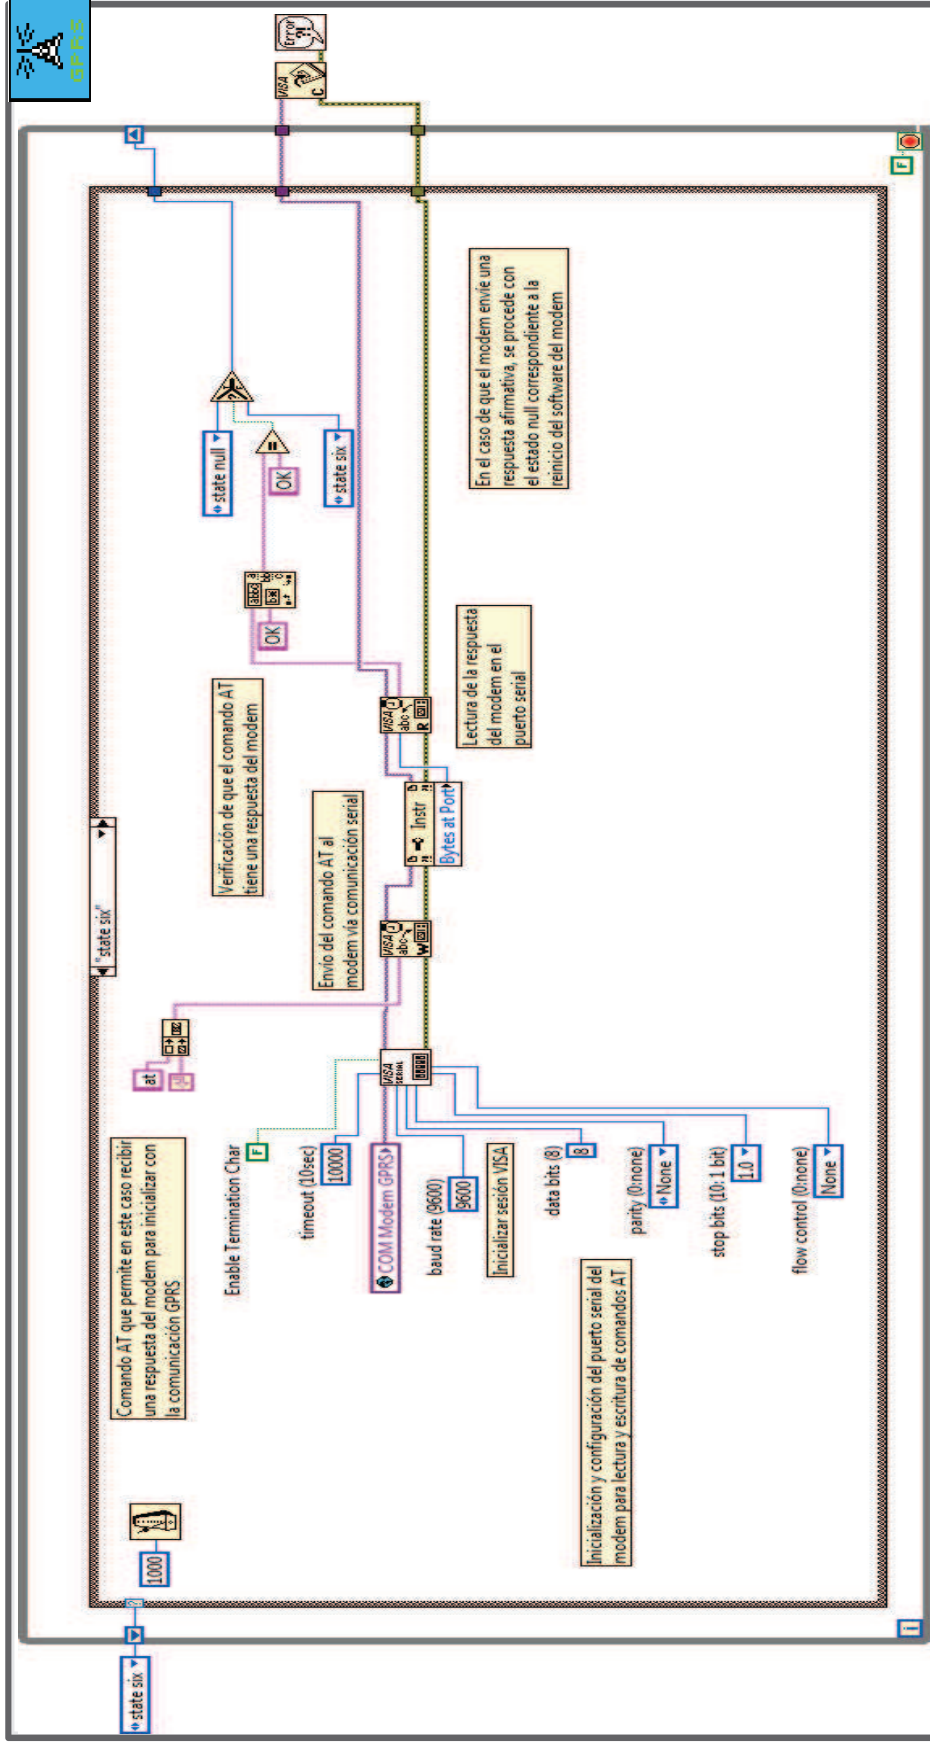 GPRS
state six
1000
Comando AT que permite en este caso recibir
una respuesta del modem para inicializar con
la comunicación GPRS
at
"state six"
Enable Termination Char
F
timeout (10sec)
10000
COM Modem GPRS
baud rate (9600)
9600
Inicializar sesión VISA
data bits (8)
8
parity (0:none)
None
stop bits (10: 1 bit)
1.0
flow control (0:none)
None
Inicialización y configuración del puerto serial del
modem para lectura y escritura de comandos AT
VISA
SERIAL
Envío del comando AT al
modem vía comunicación serial
VISA
abc
W
Instr
Bytes at Port
Verificación de que el comando AT
tiene una respuesta del modem
VISA
abc
R
Lectura de la respuesta
del modem en el
puerto serial
OK
state null
OK
=
state six
En el caso de que el modem envíe una
respuesta afirmativa, se procede con
el estado null correspondiente a la
reinicio del software del modem
VISA
C
Error
?!
F
i